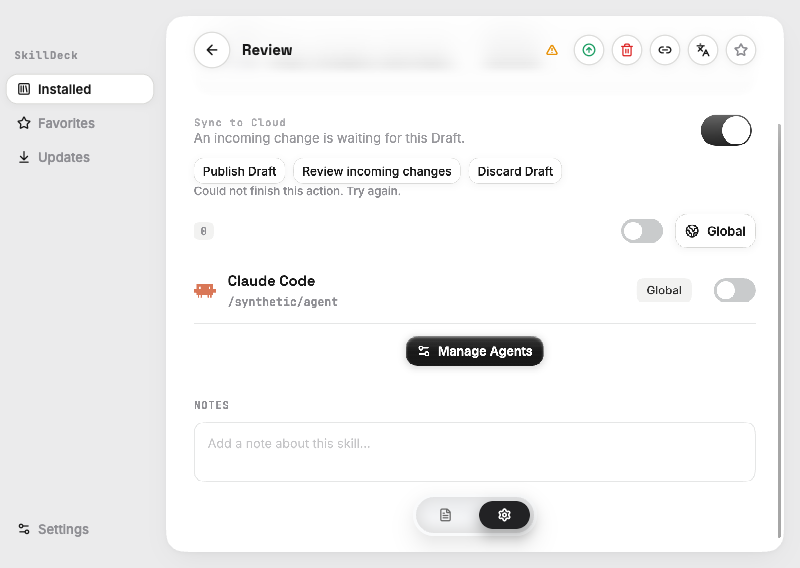 SkillDeck
Review
Installed
Favorites
Updates
Sync to Cloud
An incoming change is waiting for this Draft.
Publish Draft
Review incoming changes
Discard Draft
Could not finish this action. Try again.
0
Global
Claude Code
/synthetic/agent
Global
Manage Agents
NOTES
Add a note about this skill...
Settings